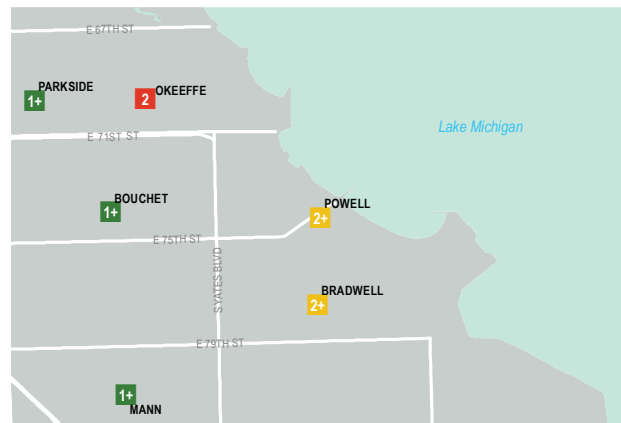 E 67TH ST
PARKSIDE
1+
OKEEFFE
2
E 71ST ST
Lake Michigan
BOUCHET
1+
POWELL
2+
E 75TH ST
S YATES BLVD
BRADWELL
2+
E 79TH ST
1+
MANN